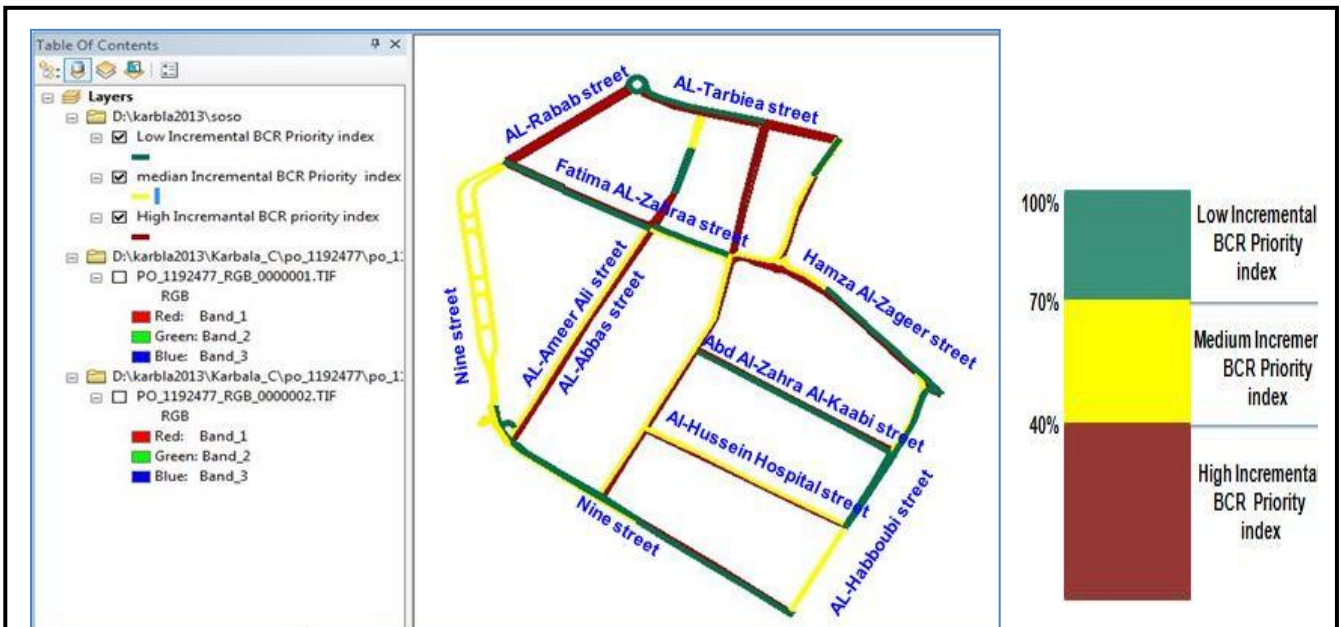 Table Of Contents
Layers
D:\karbla2013\soso
Low Incremental BCR Priority index
median Incremental BCR Priority index
High Incremantal BCR priority index
D:\karbla2013\Karbala_C\po_1192477\po_1:
PO_1192477_RGB_0000001.TIF
RGB
Red: Band_1
Green: Band_2
Blue: Band_3
D:\karbla2013\Karbala_C\po_1192477\po_1:
PO_1192477_RGB_0000002.TIF
RGB
Red: Band_1
Green: Band_2
Blue: Band_3
AL-Rabab street
AL-Tarbiea street
Fatima AL-Zahraa street
Nine street
AL-Ameer Ali street
AL-Abbas street
Hamza Al-Zageer street
Abd Al-Zahra Al-Kaabi street
Al-Hussein Hospital street
Nine street
AL-Habboubi street
100%
Low Incremental
BCR Priority
index
70%
Medium Increme
BCR Priority
index
40%
High Incrementa
BCR Priority
index